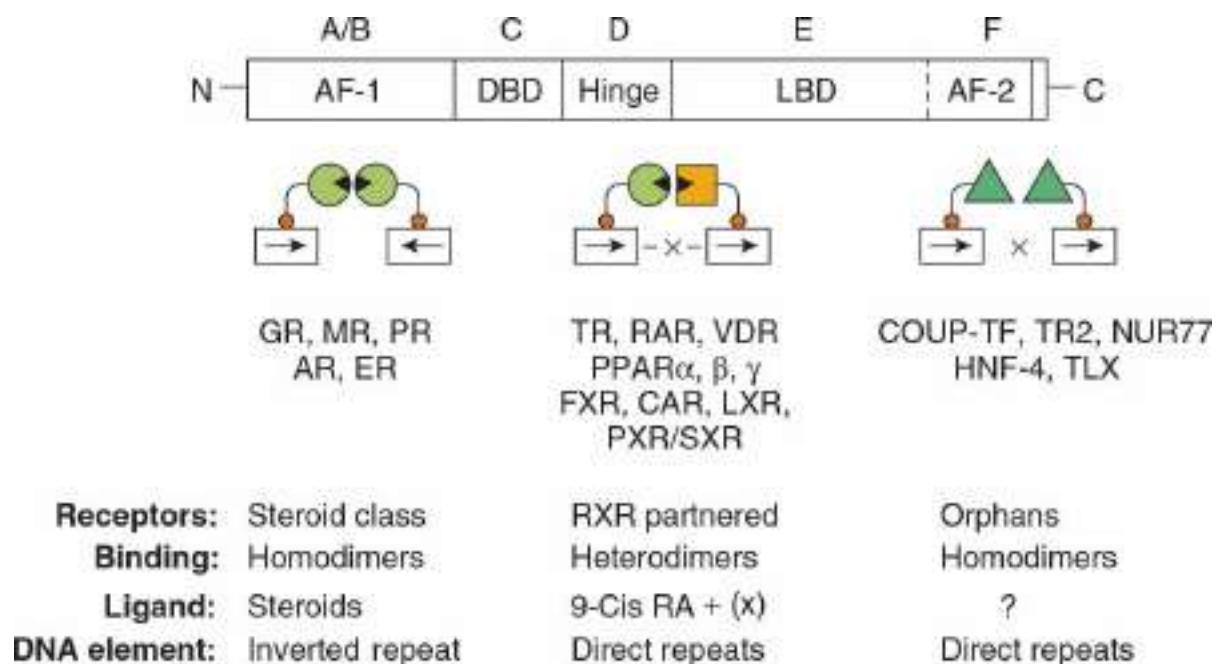 A/B C D E F
N AF-1 DBD Hinge LBD AF-2 C
→ ← → -x- → → x →
GR, MR, PR TR, RAR, VDR COUP-TF, TR2, NUR77
AR, ER PPARα, β, γ HNF-4, TLX
FXR, CAR, LXR,
PXR/SXR
Receptors: Steroid class RXR partnered Orphans
Binding: Homodimers Heterodimers Homodimers
Ligand: Steroids 9-Cis RA + (x) ?
DNA element: Inverted repeat Direct repeats Direct repeats